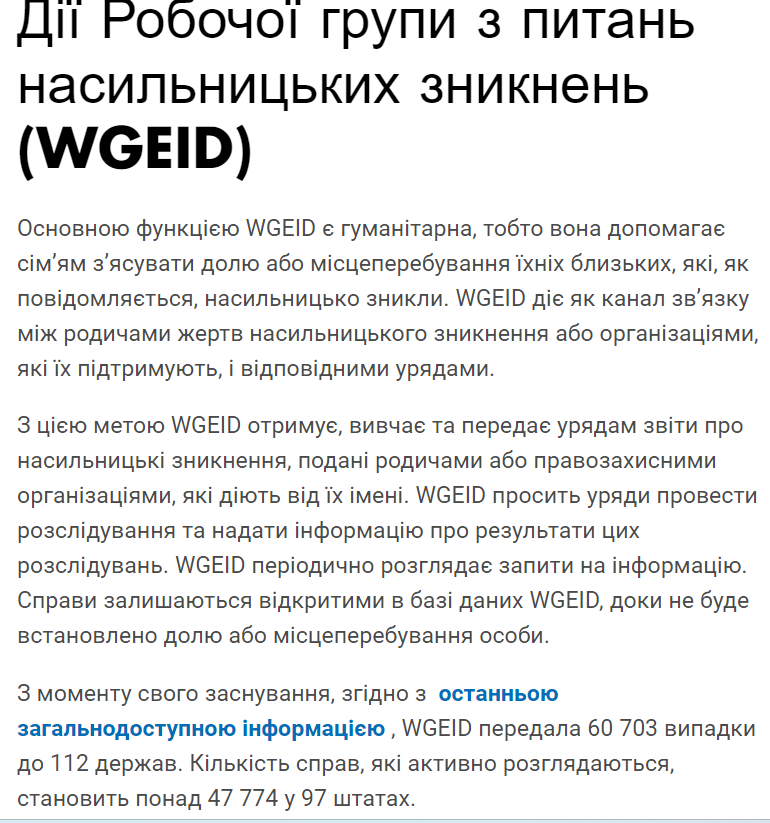 Дії Робочої групи з питань
насильницьких зникнень
(WGEID)
Основною функцією WGEID є гуманітарна, тобто вона допомагає
сім’ям з’ясувати долю або місцеперебування їхніх близьких, які, як
повідомляється, насильницько зникли. WGEID діє як канал зв’язку
між родичами жертв насильницького зникнення або організаціями,
які їх підтримують, і відповідними урядами.
З цією метою WGEID отримує, вивчає та передає урядам звіти про
насильницькі зникнення, подані родичами або правозахисними
організаціями, які діють від їх імені. WGEID просить уряди провести
розслідування та надати інформацію про результати цих
розслідувань. WGEID періодично розглядає запити на інформацію.
Справи залишаються відкритими в базі даних WGEID, доки не буде
встановлено долю або місцеперебування особи.
З моменту свого заснування, згідно з останньою
загальнодоступною інформацією , WGEID передала 60 703 випадки
до 112 держав. Кількість справ, які активно розглядаються,
становить понад 47 774 у 97 штатах.